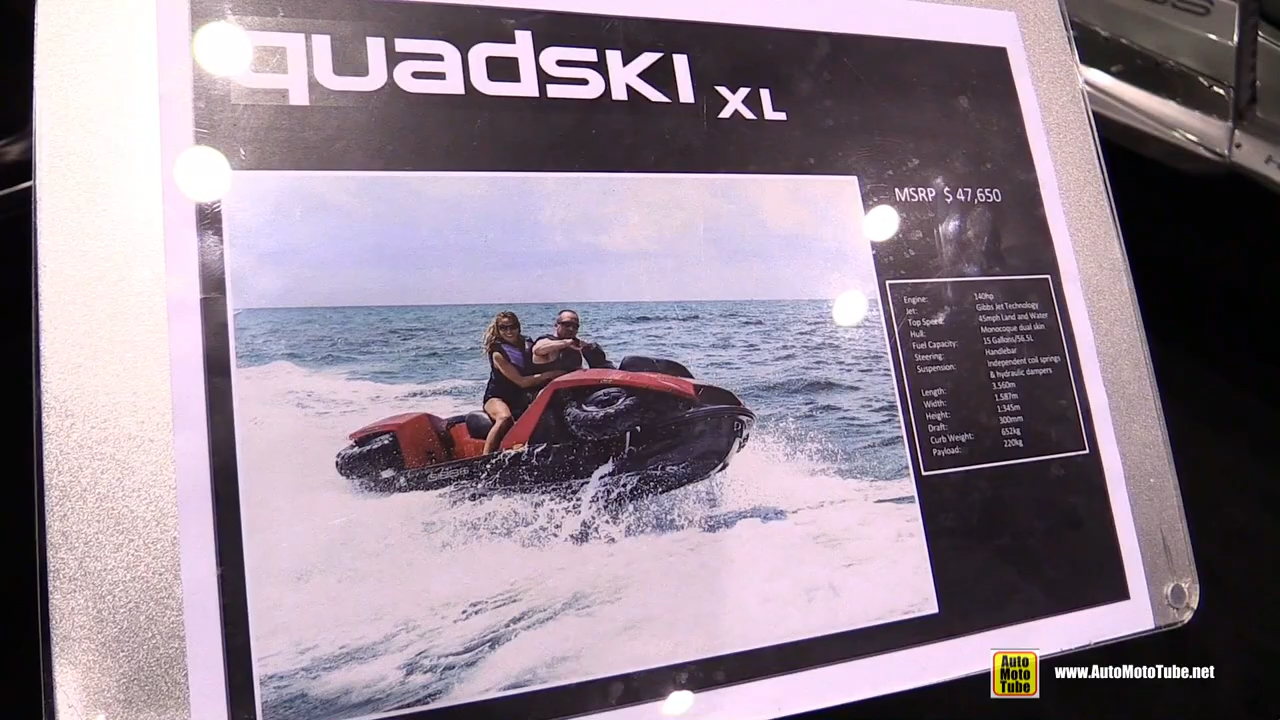 quadski XL
MSRP $ 47,650
Engine: 140hp
Jet: Gibbs Jet Technology
Top Speed: 45mph Land and Water
Hull: Monocoque dual skin
Fuel Capacity: 15 Gallons/56.5L
Steering: Handlebar
Suspension: Independent coil springs
& hydraulic dampers
Length: 3.560m
Width: 1.587m
Height: 1.345m
Draft: 300mm
Curb Weight: 652kg
Payload: 220kg
Auto
Moto
Tube
www.AutoMotoTube.net